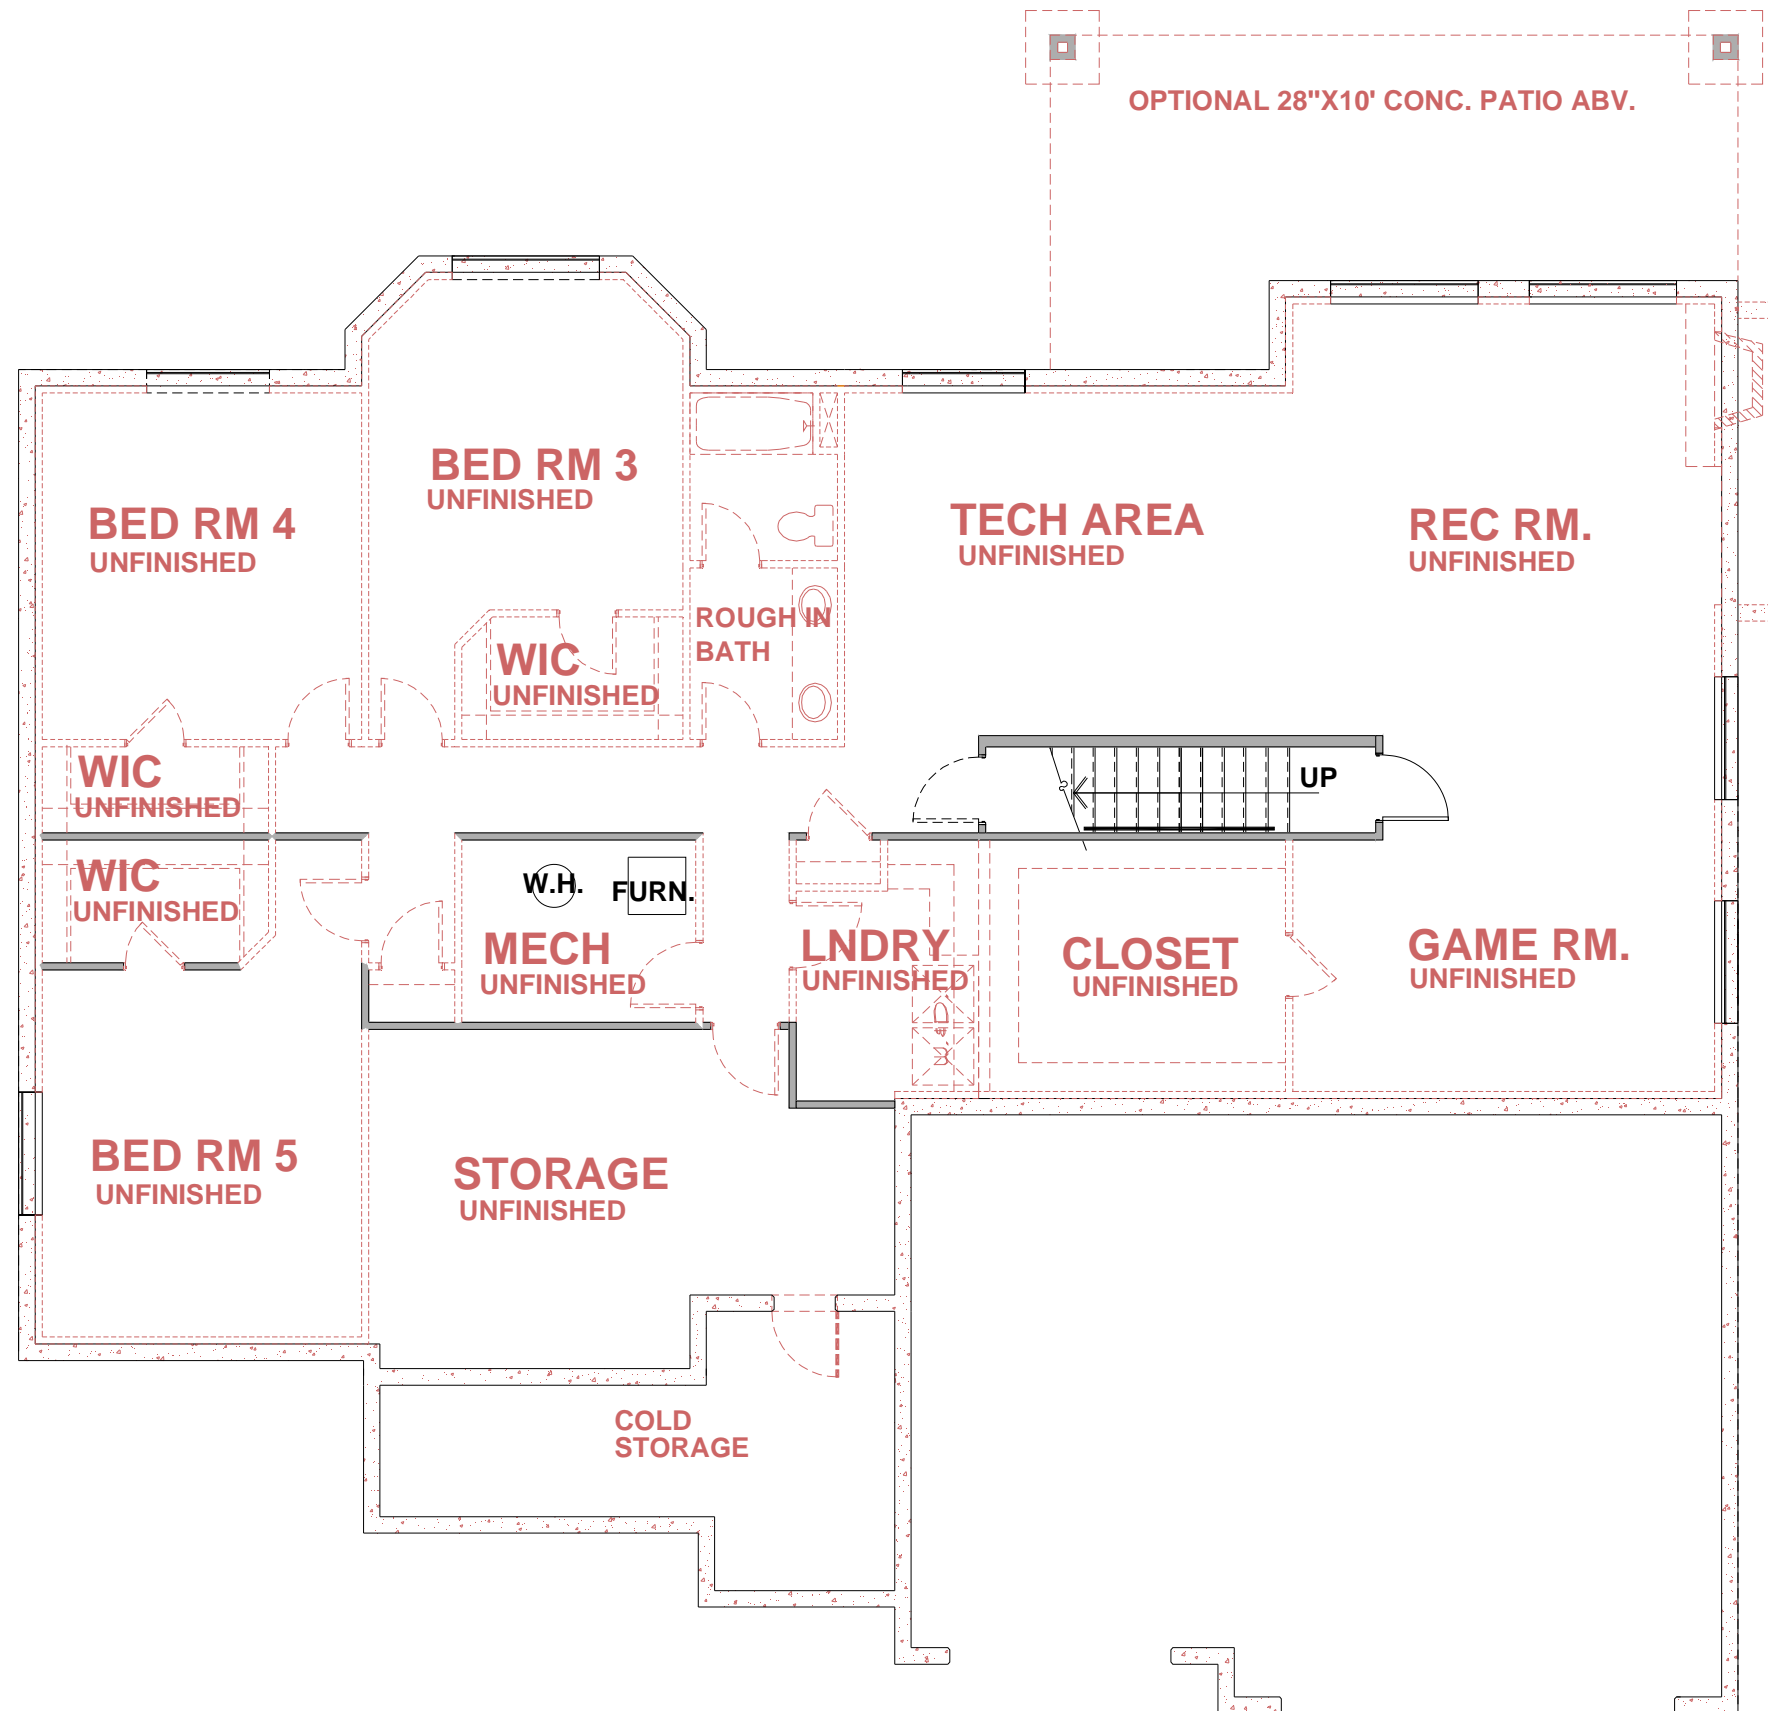 OPTIONAL 28"X10' CONC. PATIO ABV.
BED RM 3
UNFINISHED
BED RM 4
UNFINISHED
TECH AREA
UNFINISHED
REC RM.
UNFINISHED
ROUGH IN
BATH
WIC
UNFINISHED
WIC
UNFINISHED
UP
WIC
UNFINISHED
W.H.
FURN.
MECH
UNFINISHED
LNDRY
UNFINISHED
CLOSET
UNFINISHED
GAME RM.
UNFINISHED
BED RM 5
UNFINISHED
STORAGE
UNFINISHED
COLD
STORAGE